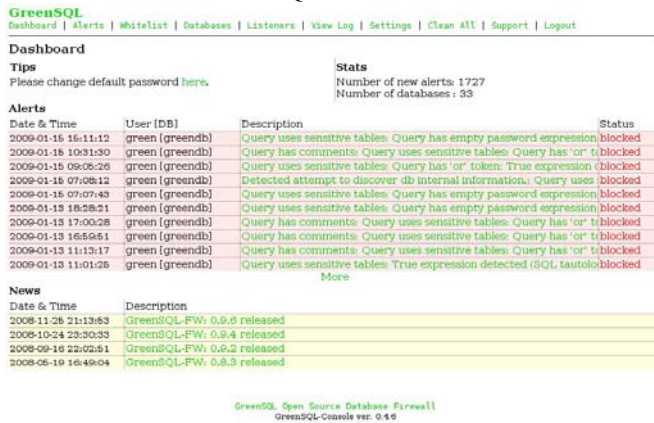 GreenSQL
Dashboard | Alerts | Whitelist | Databases | Listeners | View Log | Settings | Clean All | Support | Logout
Dashboard
Tips
Please change default password here.
Stats
Number of new alerts: 1727
Number of databases : 33
Alerts
Date & Time User [DB] Description Status
2009-01-15 15:11:12 green [greendb] Query uses sensitive tables; Query has empty password expression blocked
2009-01-15 10:31:30 green [greendb] Query has comments; Query uses sensitive tables; Query has 'or' to blocked
2009-01-15 09:05:26 green [greendb] Query uses sensitive tables; Query has 'or' token; True expression blocked
2009-01-15 07:08:12 green [greendb] Detected attempt to discover db internal information.; Query uses blocked
2009-01-15 07:07:43 green [greendb] Query uses sensitive tables; Query has empty password expression blocked
2009-01-13 18:28:21 green [greendb] Query uses sensitive tables; Query has empty password expression blocked
2009-01-13 17:00:28 green [greendb] Query has comments; Query uses sensitive tables; Query has 'or' to blocked
2009-01-13 16:59:51 green [greendb] Query has comments; Query uses sensitive tables; Query has 'or' to blocked
2009-01-13 11:13:17 green [greendb] Query has comments; Query uses sensitive tables; Query has 'or' to blocked
2009-01-13 11:01:25 green [greendb] Query uses sensitive tables; True expression detected (SQL tautolo blocked
More
News
Date & Time Description
2008-11-25 21:13:53 GreenSQL-FW: 0.9.6 released
2008-10-24 23:30:33 GreenSQL-FW: 0.9.4 released
2008-09-16 22:02:51 GreenSQL-FW: 0.9.2 released
2008-05-19 16:49:04 GreenSQL-FW: 0.8.3 released
GreenSQL Open Source Database Firewall
GreenSQL-Console ver. 0.4.6